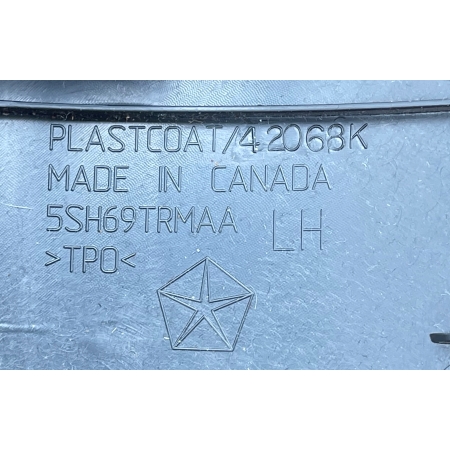 PLASTCOAT/42068K
MADE IN CANADA
5SH69TRMAA LH
>TPO<